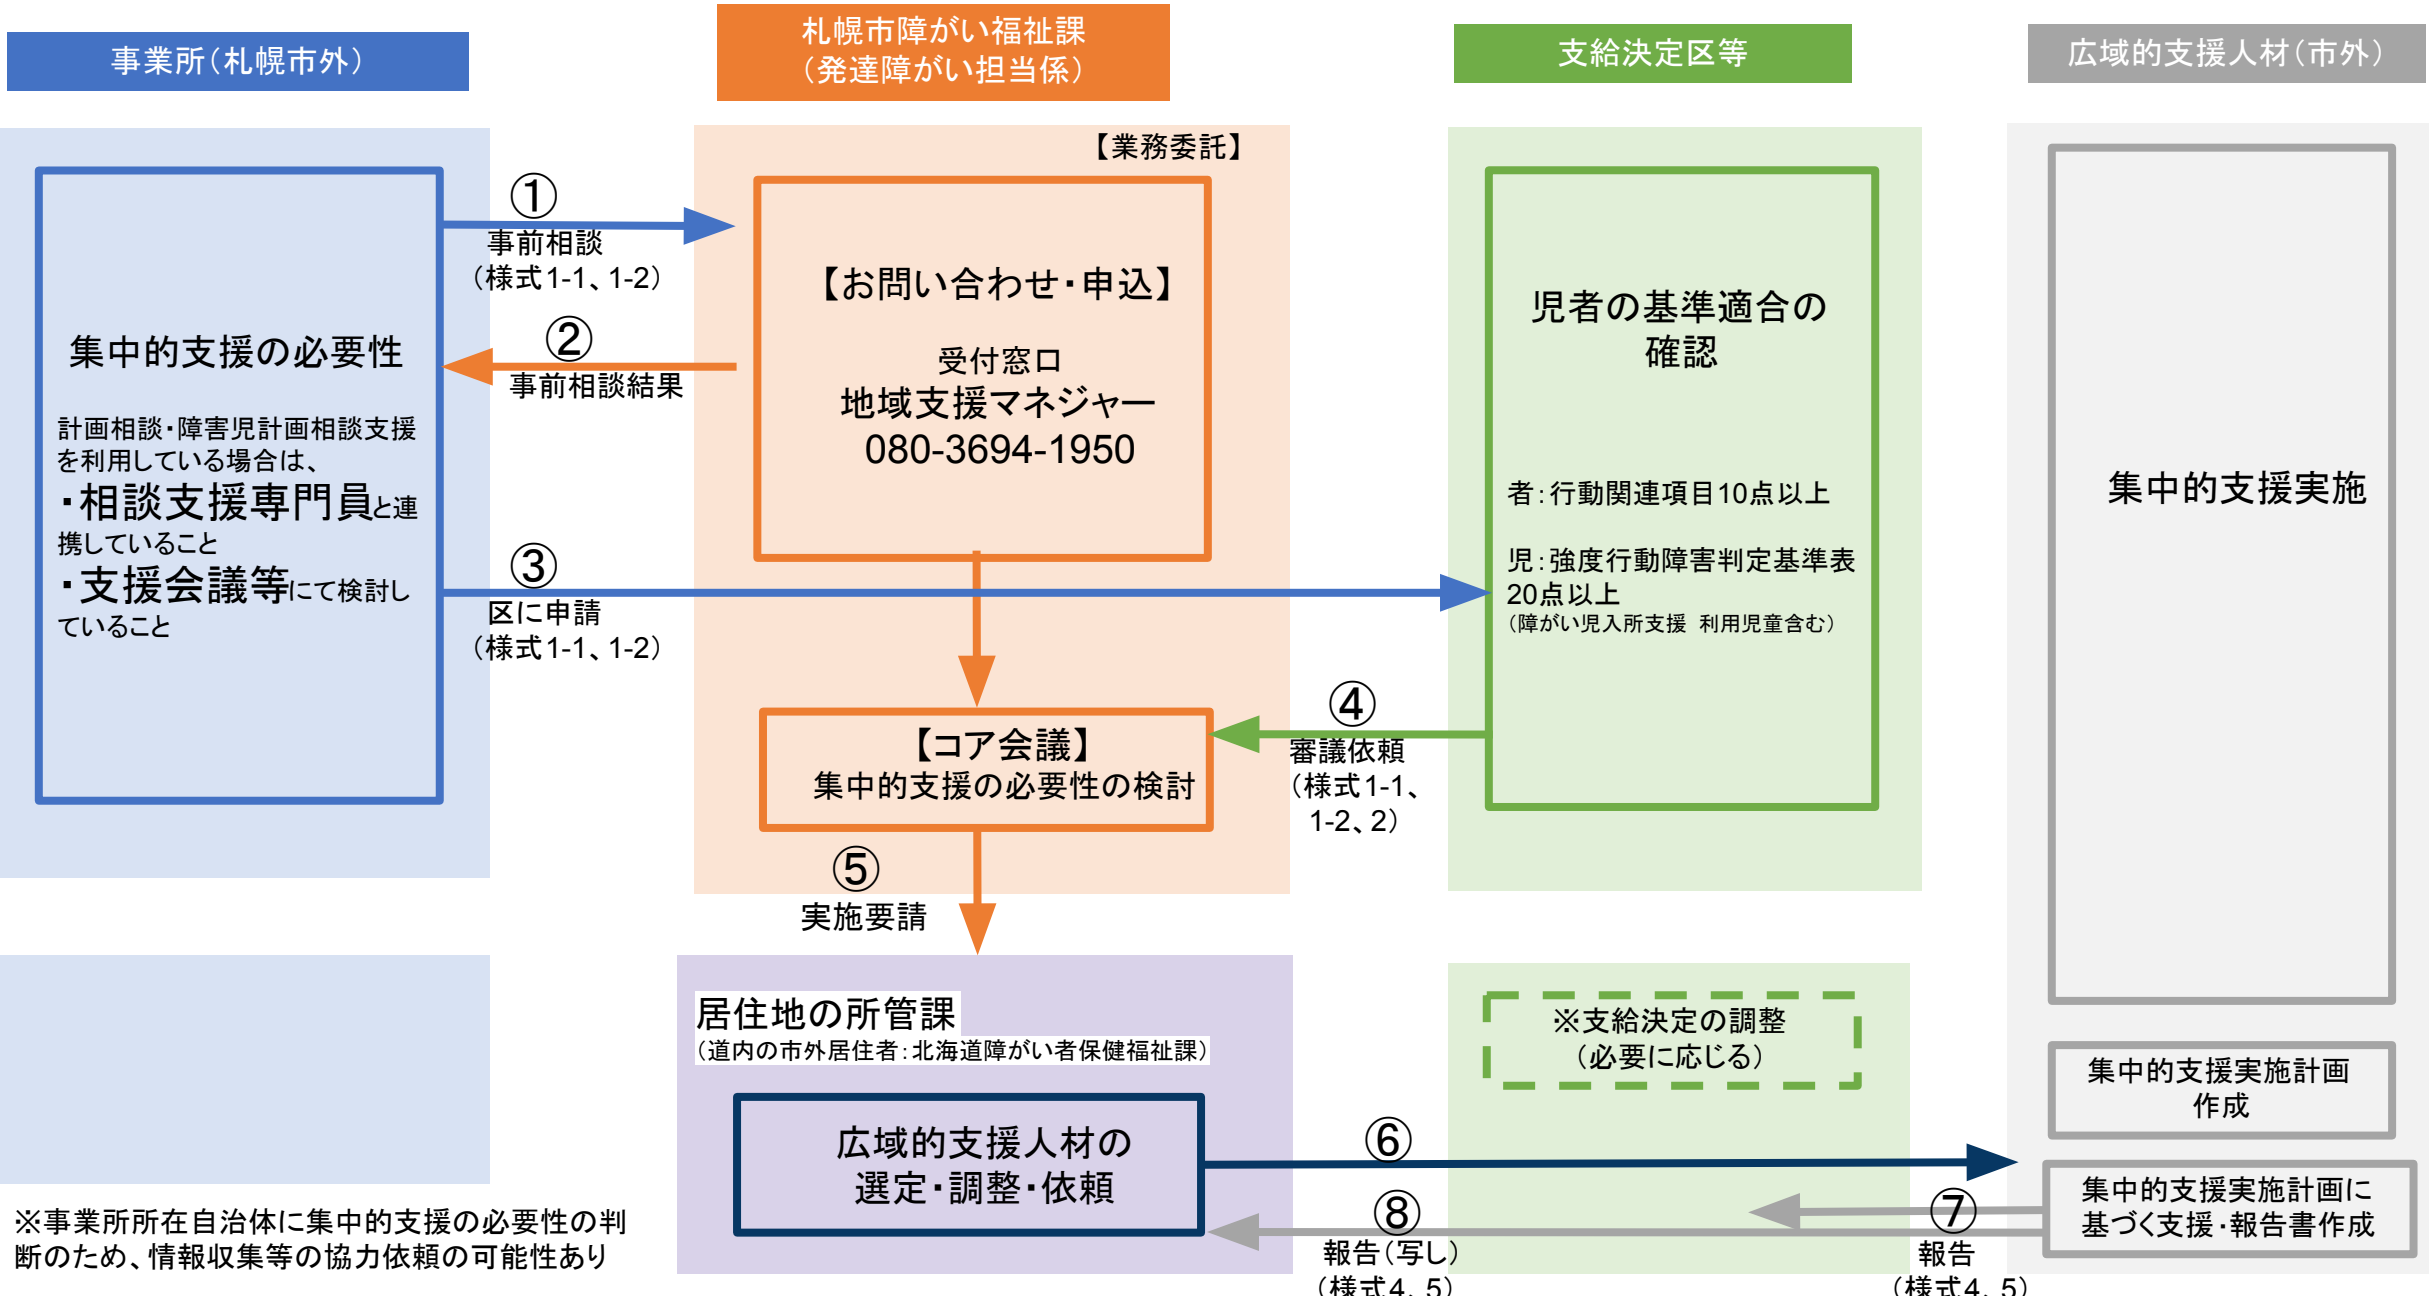 事業所（札幌市外）
札幌市障がい福祉課
（発達障がい担当係）
支給決定区等
広域的支援人材（市外）
集中的支援の必要性
計画相談・障害児計画相談支援
を利用している場合は、
・相談支援専門員と連
携していること
・支援会議等にて検討し
ていること
①
事前相談
（様式1-1、1-2）
②
事前相談結果
③
区に申請
（様式1-1、1-2）
【業務委託】
【お問い合わせ・申込】
受付窓口
地域支援マネジャー
080-3694-1950
【コア会議】
集中的支援の必要性の検討
児者の基準適合の
確認
者：行動関連項目10点以上
児：強度行動障害判定基準表
20点以上
（障がい児入所支援 利用児童含む）
④
審議依頼
（様式1-1、
1-2、2）
⑤
実施要請
集中的支援実施
居住地の所管課
（道内の市外居住者：北海道障がい者保健福祉課）
広域的支援人材の
選定・調整・依頼
※支給決定の調整
（必要に応じる）
集中的支援実施計画
作成
集中的支援実施計画に
基づく支援・報告書作成
⑥
⑦
報告
（様式4、5）
⑧
報告（写し）
（様式4、5）
※事業所所在自治体に集中的支援の必要性の判
断のため、情報収集等の協力依頼の可能性あり